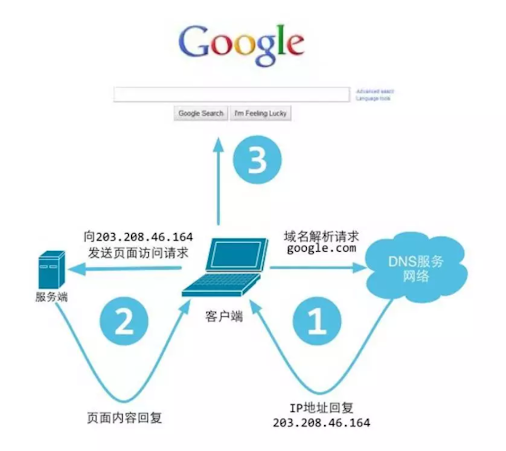 Google
Advanced search
Language tools
Google Search
I'm Feeling Lucky
3
向203.208.46.164
发送页面访问请求
域名解析请求
google.com
DNS服务
网络
服务端
客户端
2
1
页面内容回复
IP地址回复
203.208.46.164